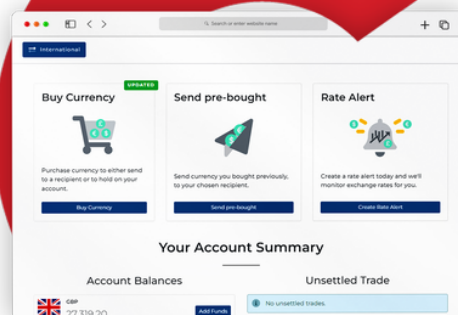 Search or enter website name
International
UPDATED
Buy Currency
Send pre-bought
Rate Alert
Purchase currency to either send
to a recipient or to hold on your
account.
Send currency you bought previously,
to your chosen recipient.
Create a rate alert today and we'll
monitor exchange rates for you.
Buy Currency
Send pre-bought
Create Rate Alert
Your Account Summary
Account Balances
Unsettled Trade
GBP
27,319.20
Add Funds
No unsettled trades.